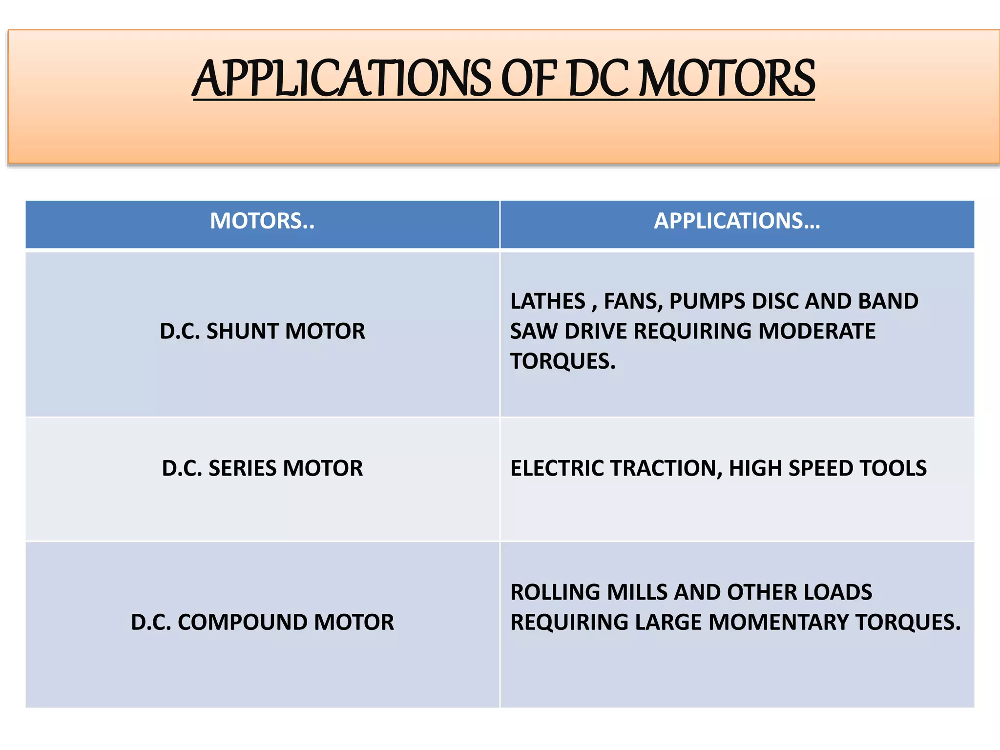 APPLICATIONS OF DC MOTORS
MOTORS..
APPLICATIONS...
D.C. SHUNT MOTOR
LATHES , FANS, PUMPS DISC AND BAND
SAW DRIVE REQUIRING MODERATE
TORQUES.
D.C. SERIES MOTOR
ELECTRIC TRACTION, HIGH SPEED TOOLS
D.C. COMPOUND MOTOR
ROLLING MILLS AND OTHER LOADS
REQUIRING LARGE MOMENTARY TORQUES.